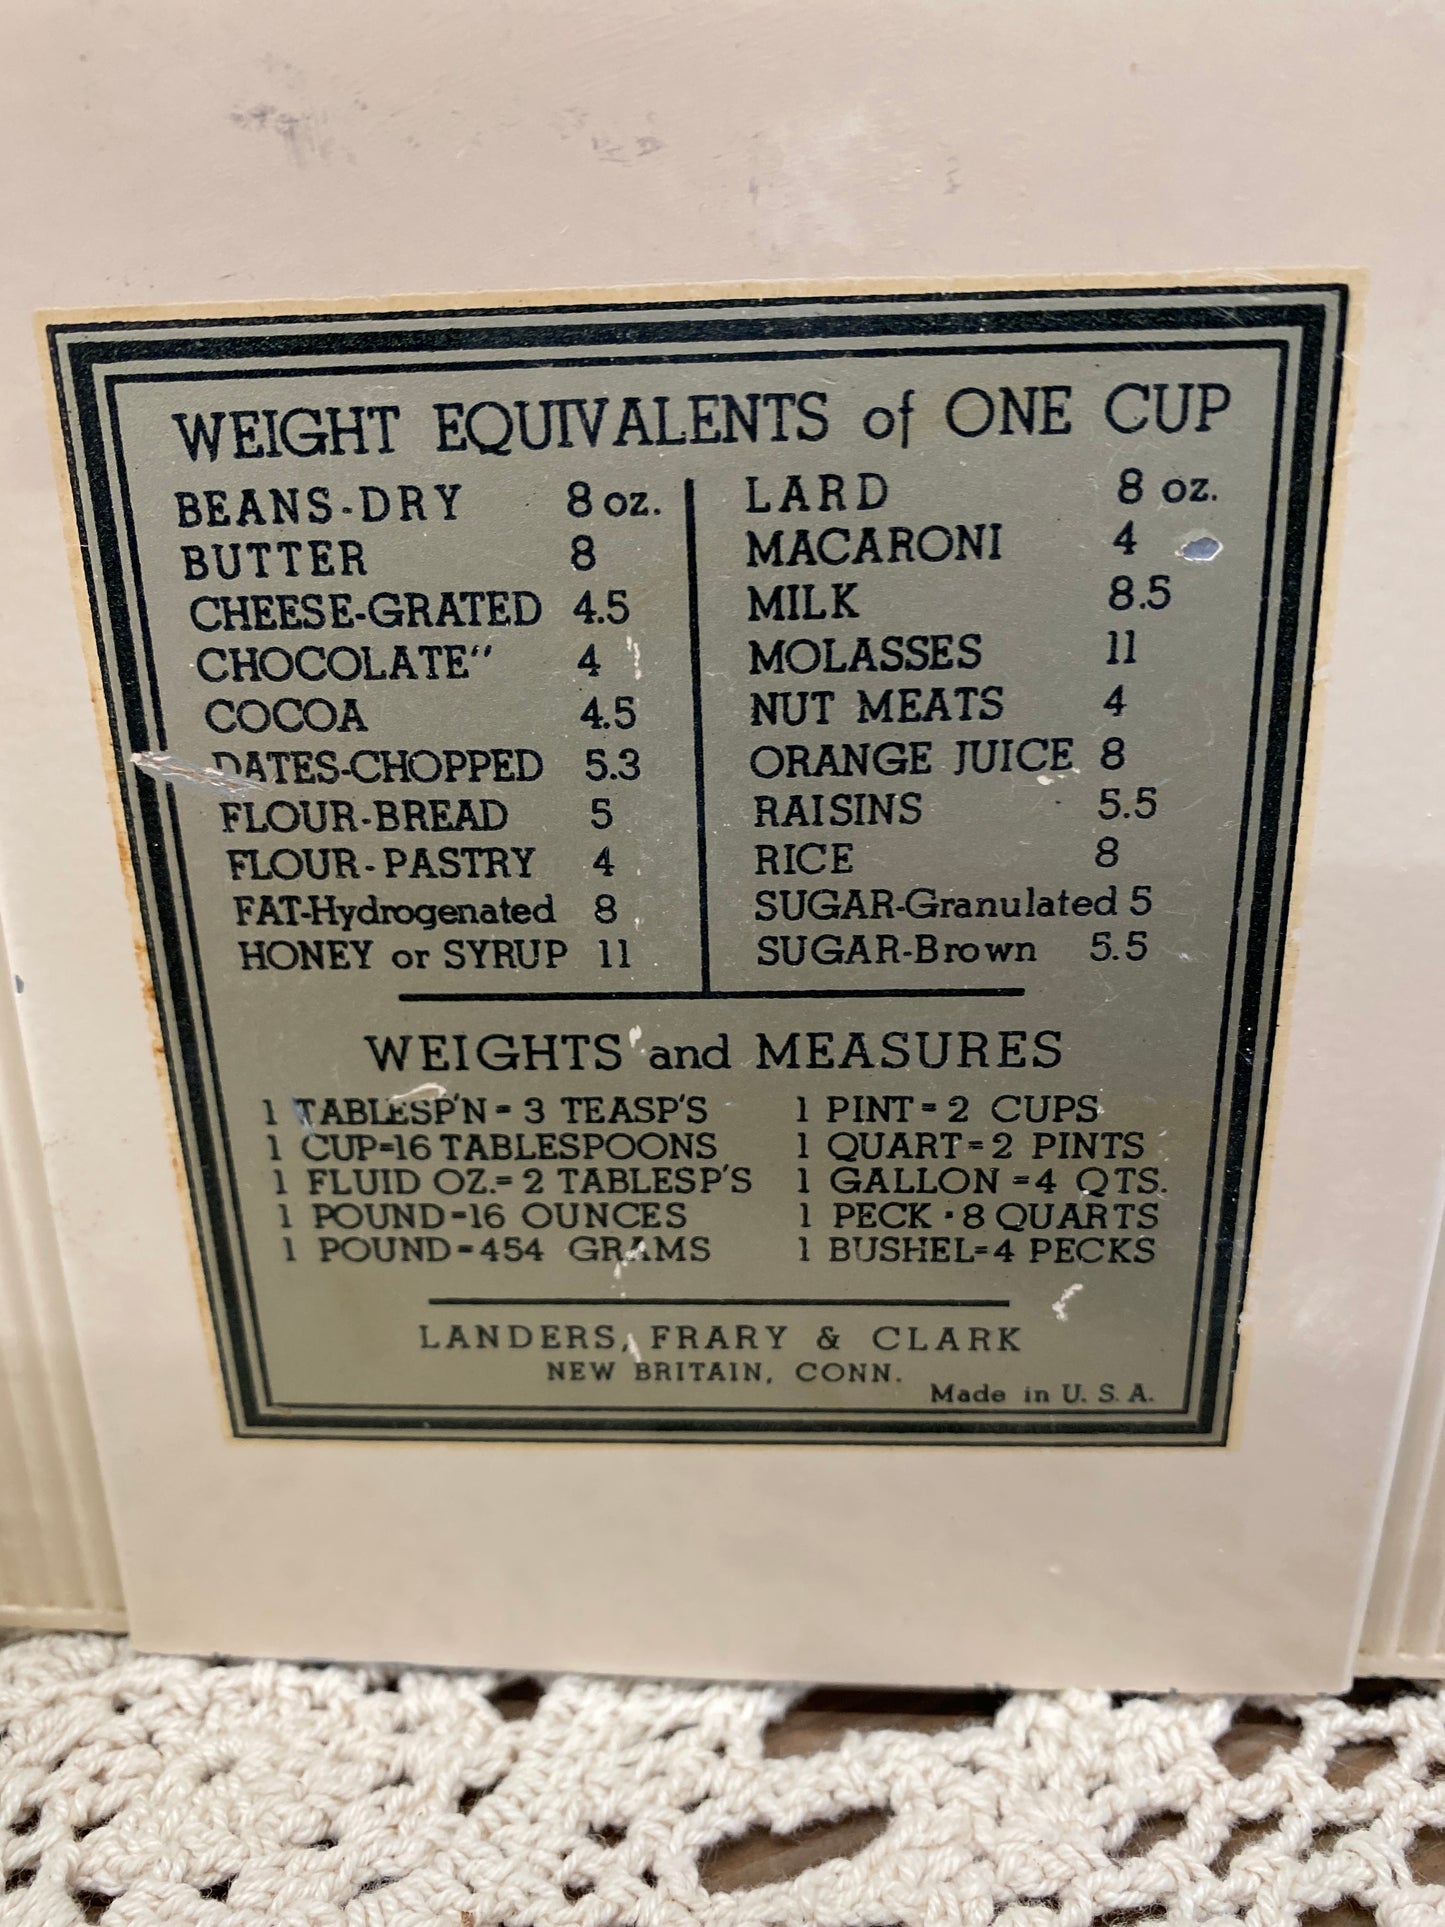 WEIGHT EQUIVALENTS of ONE CUP
BEANS-DRY 8 oz.
BUTTER 8
CHEESE-GRATED 4.5
CHOCOLATE" 4
COCOA 4.5
DATES-CHOPPED 5.3
FLOUR-BREAD 5
FLOUR-PASTRY 4
FAT-Hydrogenated 8
HONEY or SYRUP 11
LARD 8 oz.
MACARONI 4
MILK 8.5
MOLASSES 11
NUT MEATS 4
ORANGE JUICE 8
RAISINS 5.5
RICE 8
SUGAR-Granulated 5
SUGAR-Brown 5.5
WEIGHTS and MEASURES
1 TABLESP'N = 3 TEASP'S
1 CUP=16 TABLESPOONS
1 FLUID OZ.= 2 TABLESP'S
1 POUND=16 OUNCES
1 POUND=454 GRAMS
1 PINT = 2 CUPS
1 QUART=2 PINTS
1 GALLON =4 QTS.
1 PECK · 8 QUARTS
1 BUSHEL=4 PECKS
LANDERS, FRARY & CLARK
NEW BRITAIN, CONN.
Made in U. S. A.